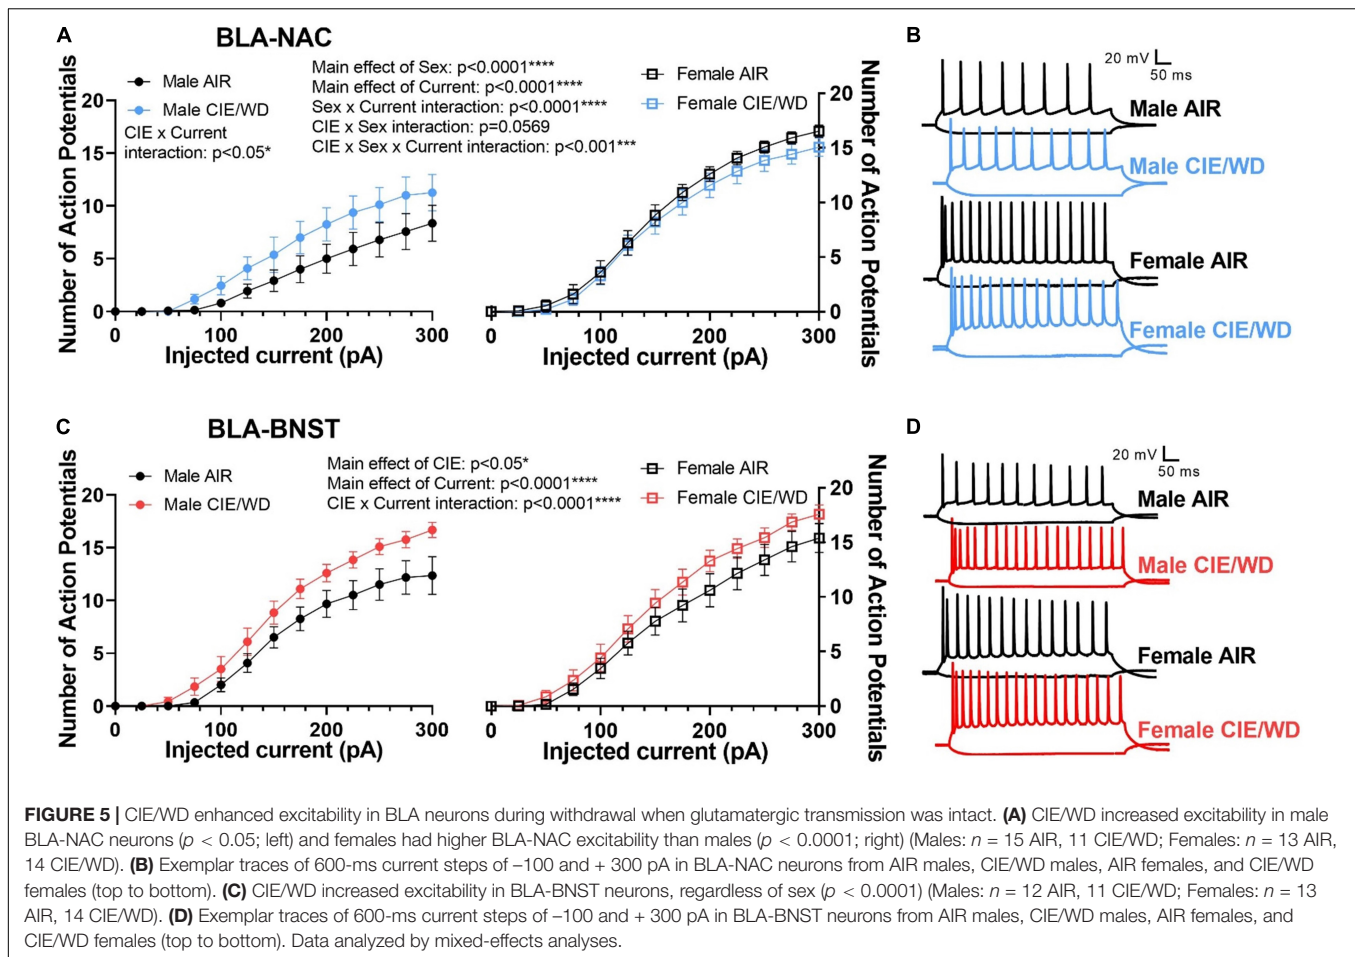 A
BLA-NAC
Male AIR
Male CIE/WD
CIE x Current
interaction: p<0.05*
Main effect of Sex: p<0.0001****
Main effect of Current: p<0.0001****
Sex x Current interaction: p<0.0001****
CIE x Sex interaction: p=0.0569
CIE x Sex x Current interaction: p<0.001***
Female AIR
Female CIE/WD
Number of Action Potentials
20
15
10
5
0
0
100
200
300
Injected current (pA)
20
15
10
5
0
0
100
200
300
Injected current (pA)
Number of Action Potentials
B
20 mV
50 ms
Male AIR
Male CIE/WD
Female AIR
Female CIE/WD
C
BLA-BNST
Male AIR
Male CIE/WD
Main effect of CIE: p<0.05*
Main effect of Current: p<0.0001****
CIE x Current interaction: p<0.0001****
Female AIR
Female CIE/WD
Number of Action Potentials
20
15
10
5
0
0
100
200
300
Injected current (pA)
20
15
10
5
0
0
100
200
300
Injected current (pA)
Number of Action Potentials
D
20 mV
50 ms
Male AIR
Male CIE/WD
Female AIR
Female CIE/WD
FIGURE 5 | CIE/WD enhanced excitability in BLA neurons during withdrawal when glutamatergic transmission was intact. (A) CIE/WD increased excitability in male
BLA-NAC neurons (p < 0.05; left) and females had higher BLA-NAC excitability than males (p < 0.0001; right) (Males: n = 15 AIR, 11 CIE/WD; Females: n = 13 AIR,
14 CIE/WD). (B) Exemplar traces of 600-ms current steps of –100 and + 300 pA in BLA-NAC neurons from AIR males, CIE/WD males, AIR females, and CIE/WD
females (top to bottom). (C) CIE/WD increased excitability in BLA-BNST neurons, regardless of sex (p < 0.0001) (Males: n = 12 AIR, 11 CIE/WD; Females: n = 13
AIR, 14 CIE/WD). (D) Exemplar traces of 600-ms current steps of –100 and + 300 pA in BLA-BNST neurons from AIR males, CIE/WD males, AIR females, and
CIE/WD females (top to bottom). Data analyzed by mixed-effects analyses.